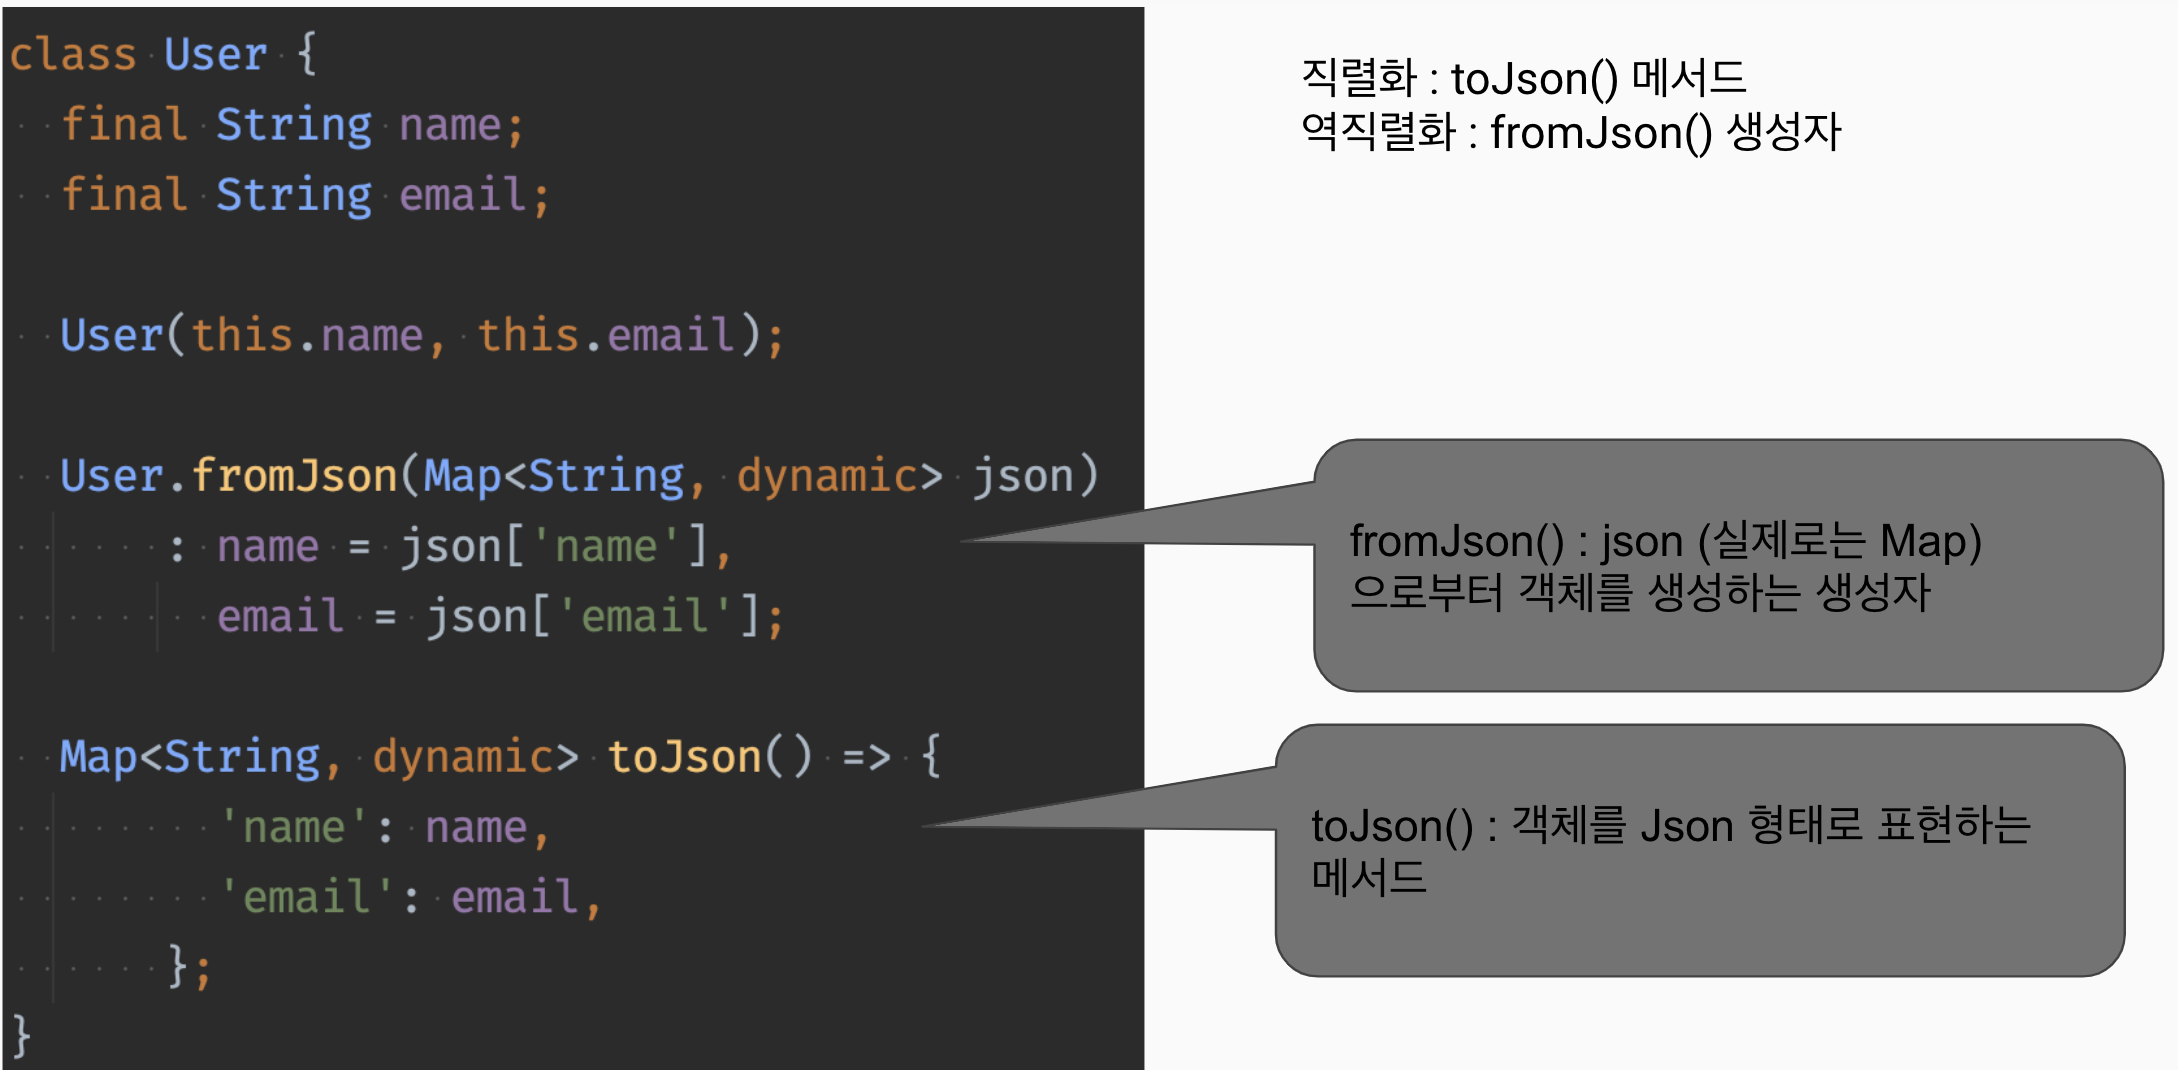 class User {
  final String name;
  final String email;

  User(this.name, this.email);

  User.fromJson(Map<String, dynamic> json)
      : name = json['name'],
        email = json['email'];

  Map<String, dynamic> toJson() => {
        'name': name,
        'email': email,
      };
}
직렬화 : toJson() 메서드
역직렬화 : fromJson() 생성자
fromJson() : json (실제로는 Map)
으로부터 객체를 생성하는 생성자
toJson() : 객체를 Json 형태로 표현하는
메서드